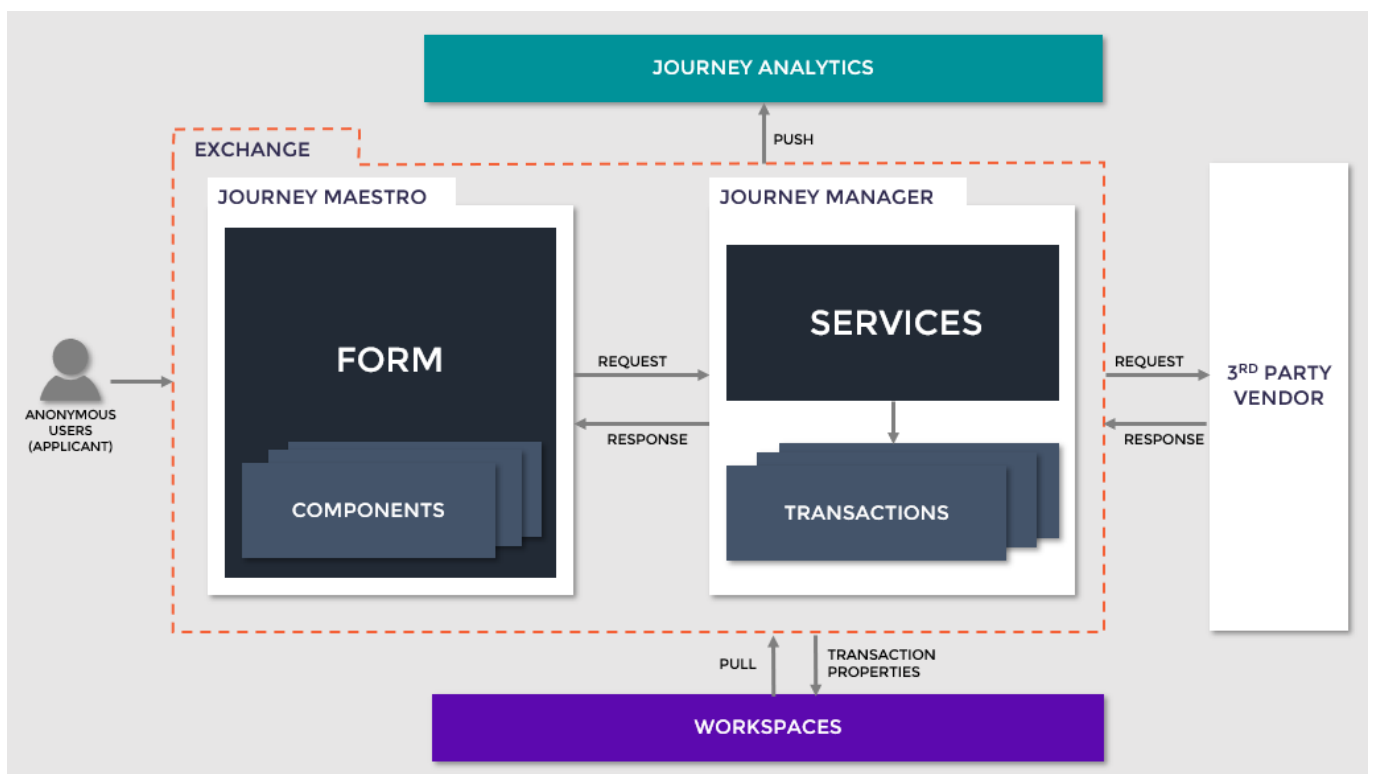 JOURNEY ANALYTICS
PUSH
EXCHANGE
JOURNEY MAESTRO
JOURNEY MANAGER
FORM
COMPONENTS
SERVICES
TRANSACTIONS
REQUEST
RESPONSE
REQUEST
RESPONSE
3RD PARTY
VENDOR
ANONYMOUS
USERS
(APPLICANT)
PULL
TRANSACTION
PROPERTIES
WORKSPACES